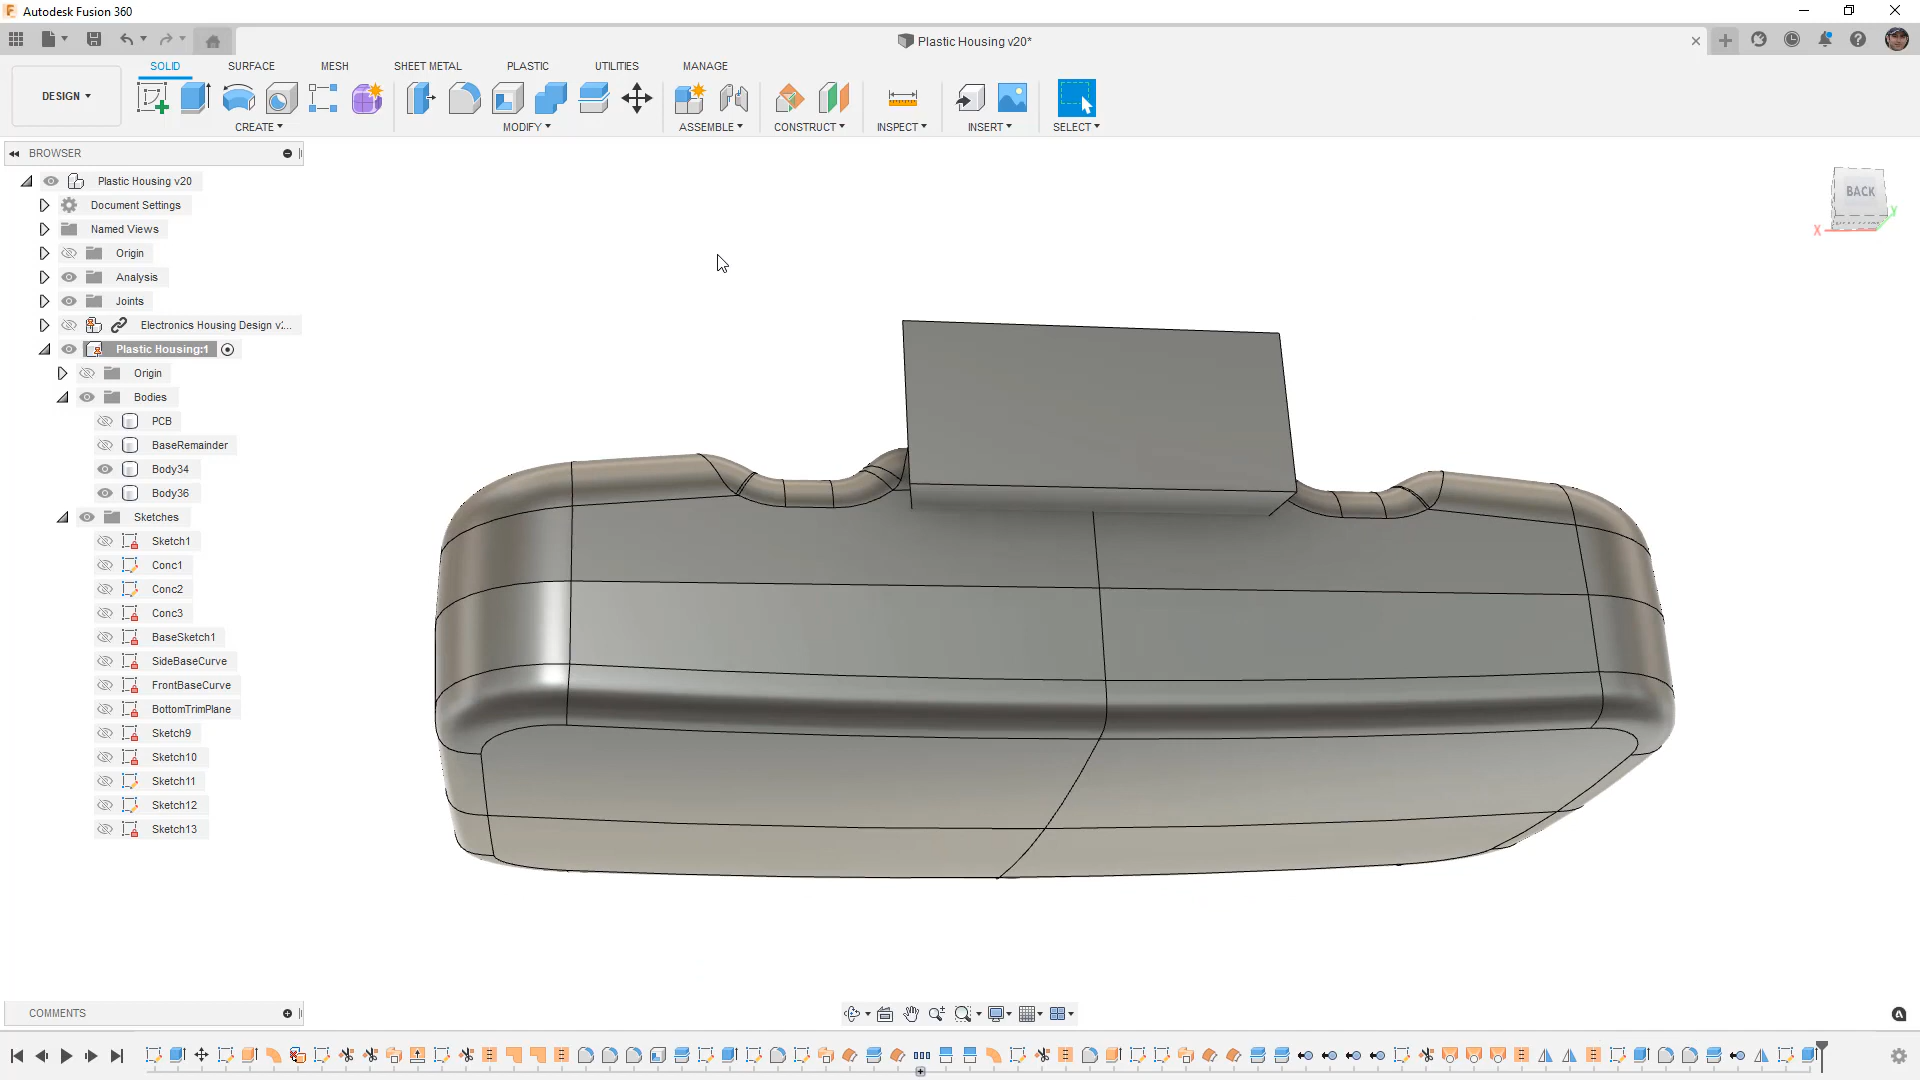 Autodesk Fusion 360
Plastic Housing v20*
DESIGN
SOLID
SURFACE
MESH
SHEET METAL
PLASTIC
UTILITIES
MANAGE
CREATE
MODIFY
ASSEMBLE
CONSTRUCT
INSPECT
INSERT
SELECT
BROWSER
Plastic Housing v20
Document Settings
Named Views
Origin
Analysis
Joints
Electronics Housing Design v...
Plastic Housing:1
Origin
Bodies
PCB
BaseRemainder
Body34
Body36
Sketches
Sketch1
Conc1
Conc2
Conc3
BaseSketch1
SideBaseCurve
FrontBaseCurve
BottomTrimPlane
Sketch9
Sketch10
Sketch11
Sketch12
Sketch13
BACK
X
Y
COMMENTS